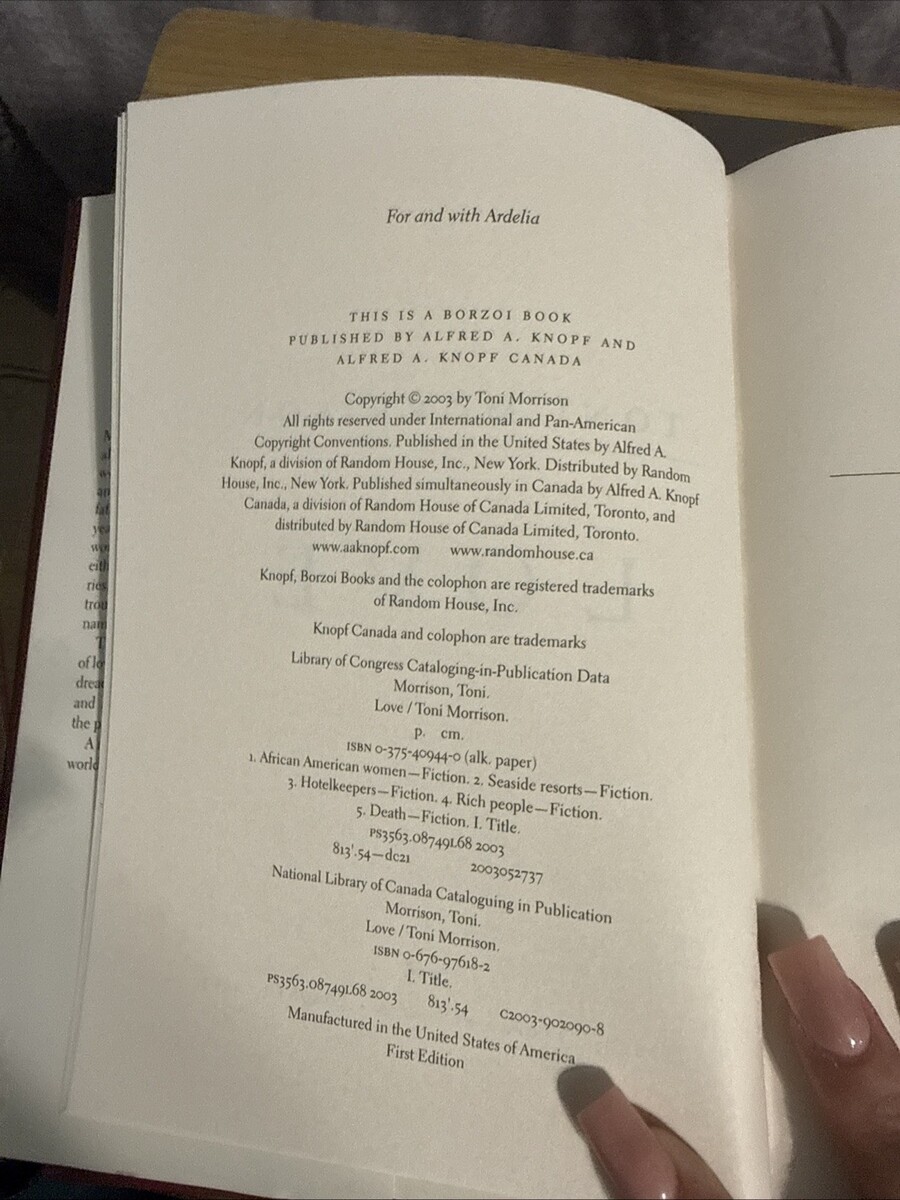 For and with Ardelia
THIS IS A BORZOI BOOK
PUBLISHED BY ALFRED A. KNOPF AND
ALFRED A. KNOPF CANADA
Copyright © 2003 by Toni Morrison
All rights reserved under International and Pan-American
Copyright Conventions. Published in the United States by Alfred A.
Knopf, a division of Random House, Inc., New York. Distributed by Random
House, Inc., New York. Published simultaneously in Canada by Alfred A. Knopf
Canada, a division of Random House of Canada Limited, Toronto, and
distributed by Random House of Canada Limited, Toronto.
www.aaknopf.com www.randomhouse.ca
Knopf, Borzoi Books and the colophon are registered trademarks
of Random House, Inc.
Knopf Canada and colophon are trademarks
Library of Congress Cataloging-in-Publication Data
Morrison, Toni.
Love / Toni Morrison.
p. cm.
ISBN 0-375-40944-0 (alk. paper)
1. African American women—Fiction. 2. Seaside resorts—Fiction.
3. Hotelkeepers—Fiction. 4. Rich people—Fiction.
5. Death—Fiction. I. Title.
PS3563.08749L68 2003
813'.54—dc21 2003052737
National Library of Canada Cataloguing in Publication
Morrison, Toni.
Love / Toni Morrison.
ISBN 0-676-97618-2
I. Title.
PS3563.08749L68 2003 813'.54 C2003-902090-8
Manufactured in the United States of America
First Edition
of lo
and
the p
A
world